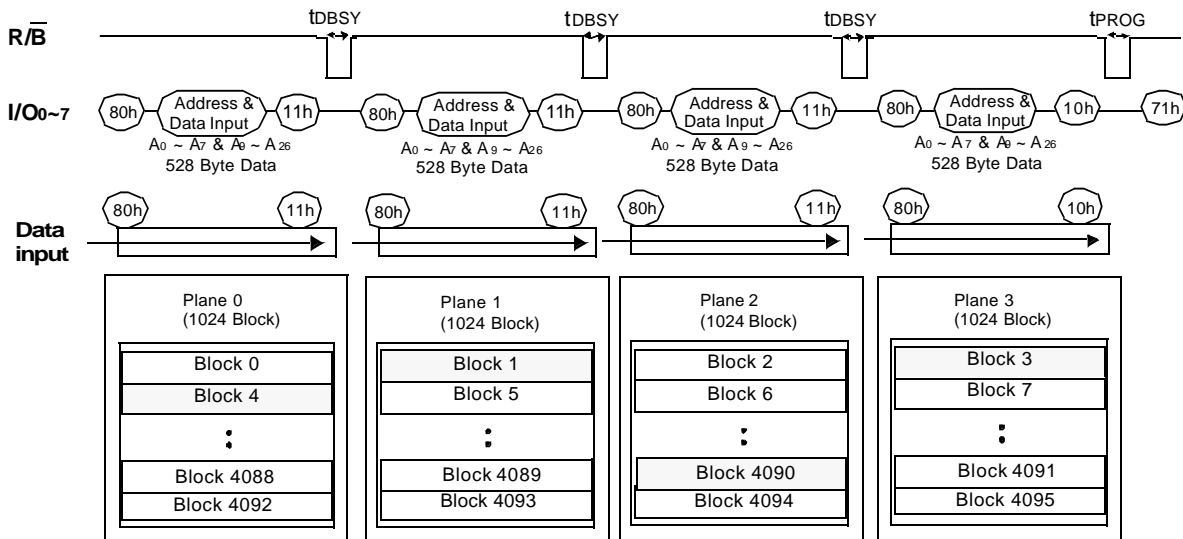 tDBSY tDBSY tDBSY tPROG
R/B
I/O0~7 80h Address & Data Input 11h 80h Address & Data Input 11h 80h Address & Data Input 11h 80h Address & Data Input 10h 71h
A0 ~ A7 & A9 ~ A26 A0 ~ A7 & A9 ~ A26 A0 ~ A7 & A9 ~ A26 A0 ~ A7 & A9 ~ A26
528 Byte Data 528 Byte Data 528 Byte Data 528 Byte Data
80h 11h 80h 11h 80h 11h 80h 10h
Data
input
Plane 0 Plane 1 Plane 2 Plane 3
(1024 Block) (1024 Block) (1024 Block) (1024 Block)
Block 0 Block 1 Block 2 Block 3
Block 4 Block 5 Block 6 Block 7
Block 4088 Block 4089 Block 4090 Block 4091
Block 4092 Block 4093 Block 4094 Block 4095